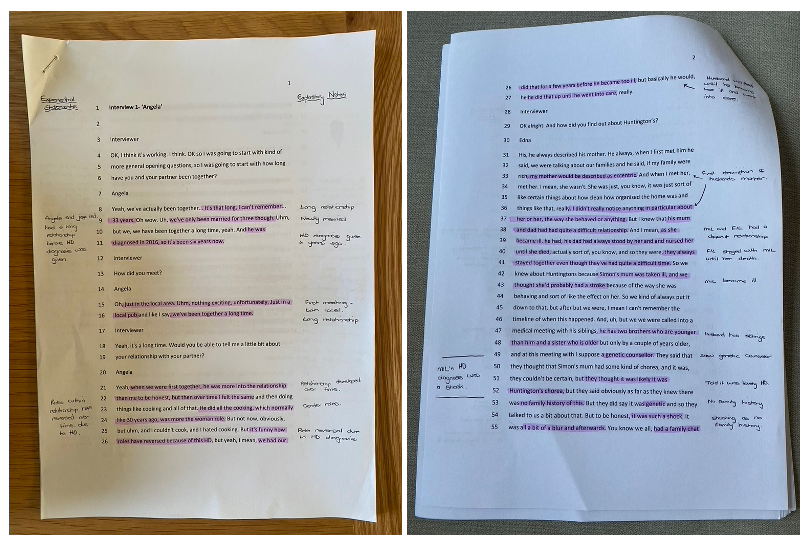 1
Experiential
Statements
Exploratory Notes
1 Interview 1- 'Angela'
2
3 Interviewer
4 OK, I think it's working. I think. OK so I was going to start with kind of
5 more general opening questions, so I was going to start with how long
6 have you and your partner been together?
7 Angela
8 Yeah, we've actually been together... it's that long, I can't remember.
9 33 years. Oh wow. Uh, we've only been married for three though. Uhm,
10 but we, we have been together a long time, yeah. And he was
11 diagnosed in 2016, so it's been six years now.
Angela and
had a long
relationship
before HD
diagnosis was
given
Long relationship
Newly married
HD diagnosis given
6 years ago
12 Interviewer
13 How did you meet?
14 Angela
15 Oh, just in the local area. Uhm, nothing exciting, unfortunately. Just in a
16 local pub and like I say, we've been together a long time.
First meeting -
both local.
Long relationship
17 Interviewer
18 Yeah, it's a long time. Would you be able to tell me a little bit about
19 your relationship with your partner?
20 Angela
21 Yeah, when we were first together, he was more into the relationship
22 then me to be honest, but then over time I felt the same and then doing
23 things like cooking and all of that. He did all the cooking, which normally
24 like 30 years ago, was more the woman role. But not now, obviously,
25 but uhm, and I couldn't cook, and I hated cooking. But it's funny how
26 roles have reversed because of this HD, but yeah, I mean, we had our
Roles within
relationship have
reversed over
time due
to HD.
Relationship developed
over time.
Gender roles.
Roles reversed due
to HD diagnosis
2
26 did that for a few years before he became too ill, but basically he would,
27 he he did that up until he went into care, really.
28 Interviewer
29 OK alright. And how did you find out about Huntington's?
30 Edna
31 His, he always described his mother. He always, when I first met him he
32 said, we were talking about our families and he said, if my family were
33 rich my mother would be described as eccentric. And when I met her,
34 mother. I mean, she wasn't. She was just, you know, it was just sort of
35 like certain things about how dean how organised the home was and
36 things like that, really. I didn't really notice anything in particular about
37 her or her, the way she behaved or anything. But I knew that his mum
38 and dad had had quite a difficult relationship. And I mean, as she
39 became ill, he had, his dad had always stood by her and and nursed her
40 until she died, actually sort of, you know, and so they were, they always
41 stayed together even though they've had quite a difficult time. So we
42 knew about Huntingtons because Simon's mum was taken ill, and we
43 thought she'd probably had a stroke because of the way she was
44 behaving and sort of like the effect on her. So we kind of always put it
45 down to that, but after but we were, I mean I can't remember the
46 timeline of when this happened. And, uh, but we we were called into a
47 medical meeting with his siblings, he has two brothers who are younger
48 than him and a sister who is older but only by a couple of years older,
49 and at this meeting with I suppose a genetic counsellor. They said that
50 they thought that Simon's mum had some kind of chorea, and it was,
51 they couldn't be certain, but they thought it was likely it was
52 Huntington's chorea, but they said obviously as far as they knew there
53 was no family history of this. But they did say it was genetic and so they
54 talked to us a bit about that. But to be honest, it was such a shock. It
55 was all a bit of a blur and afterwards. You know we all, had a family chat
First description of
husbands mother.
MIL and FIL had a
difficult relationship
FIL stayed with MIL
until her death.
MIL became ill
Husband has siblings
saw genetic counsellor
Told it was likely HD.
No family history
Shocking as no
family history
MIL's HD
diagnosis was
a shock.